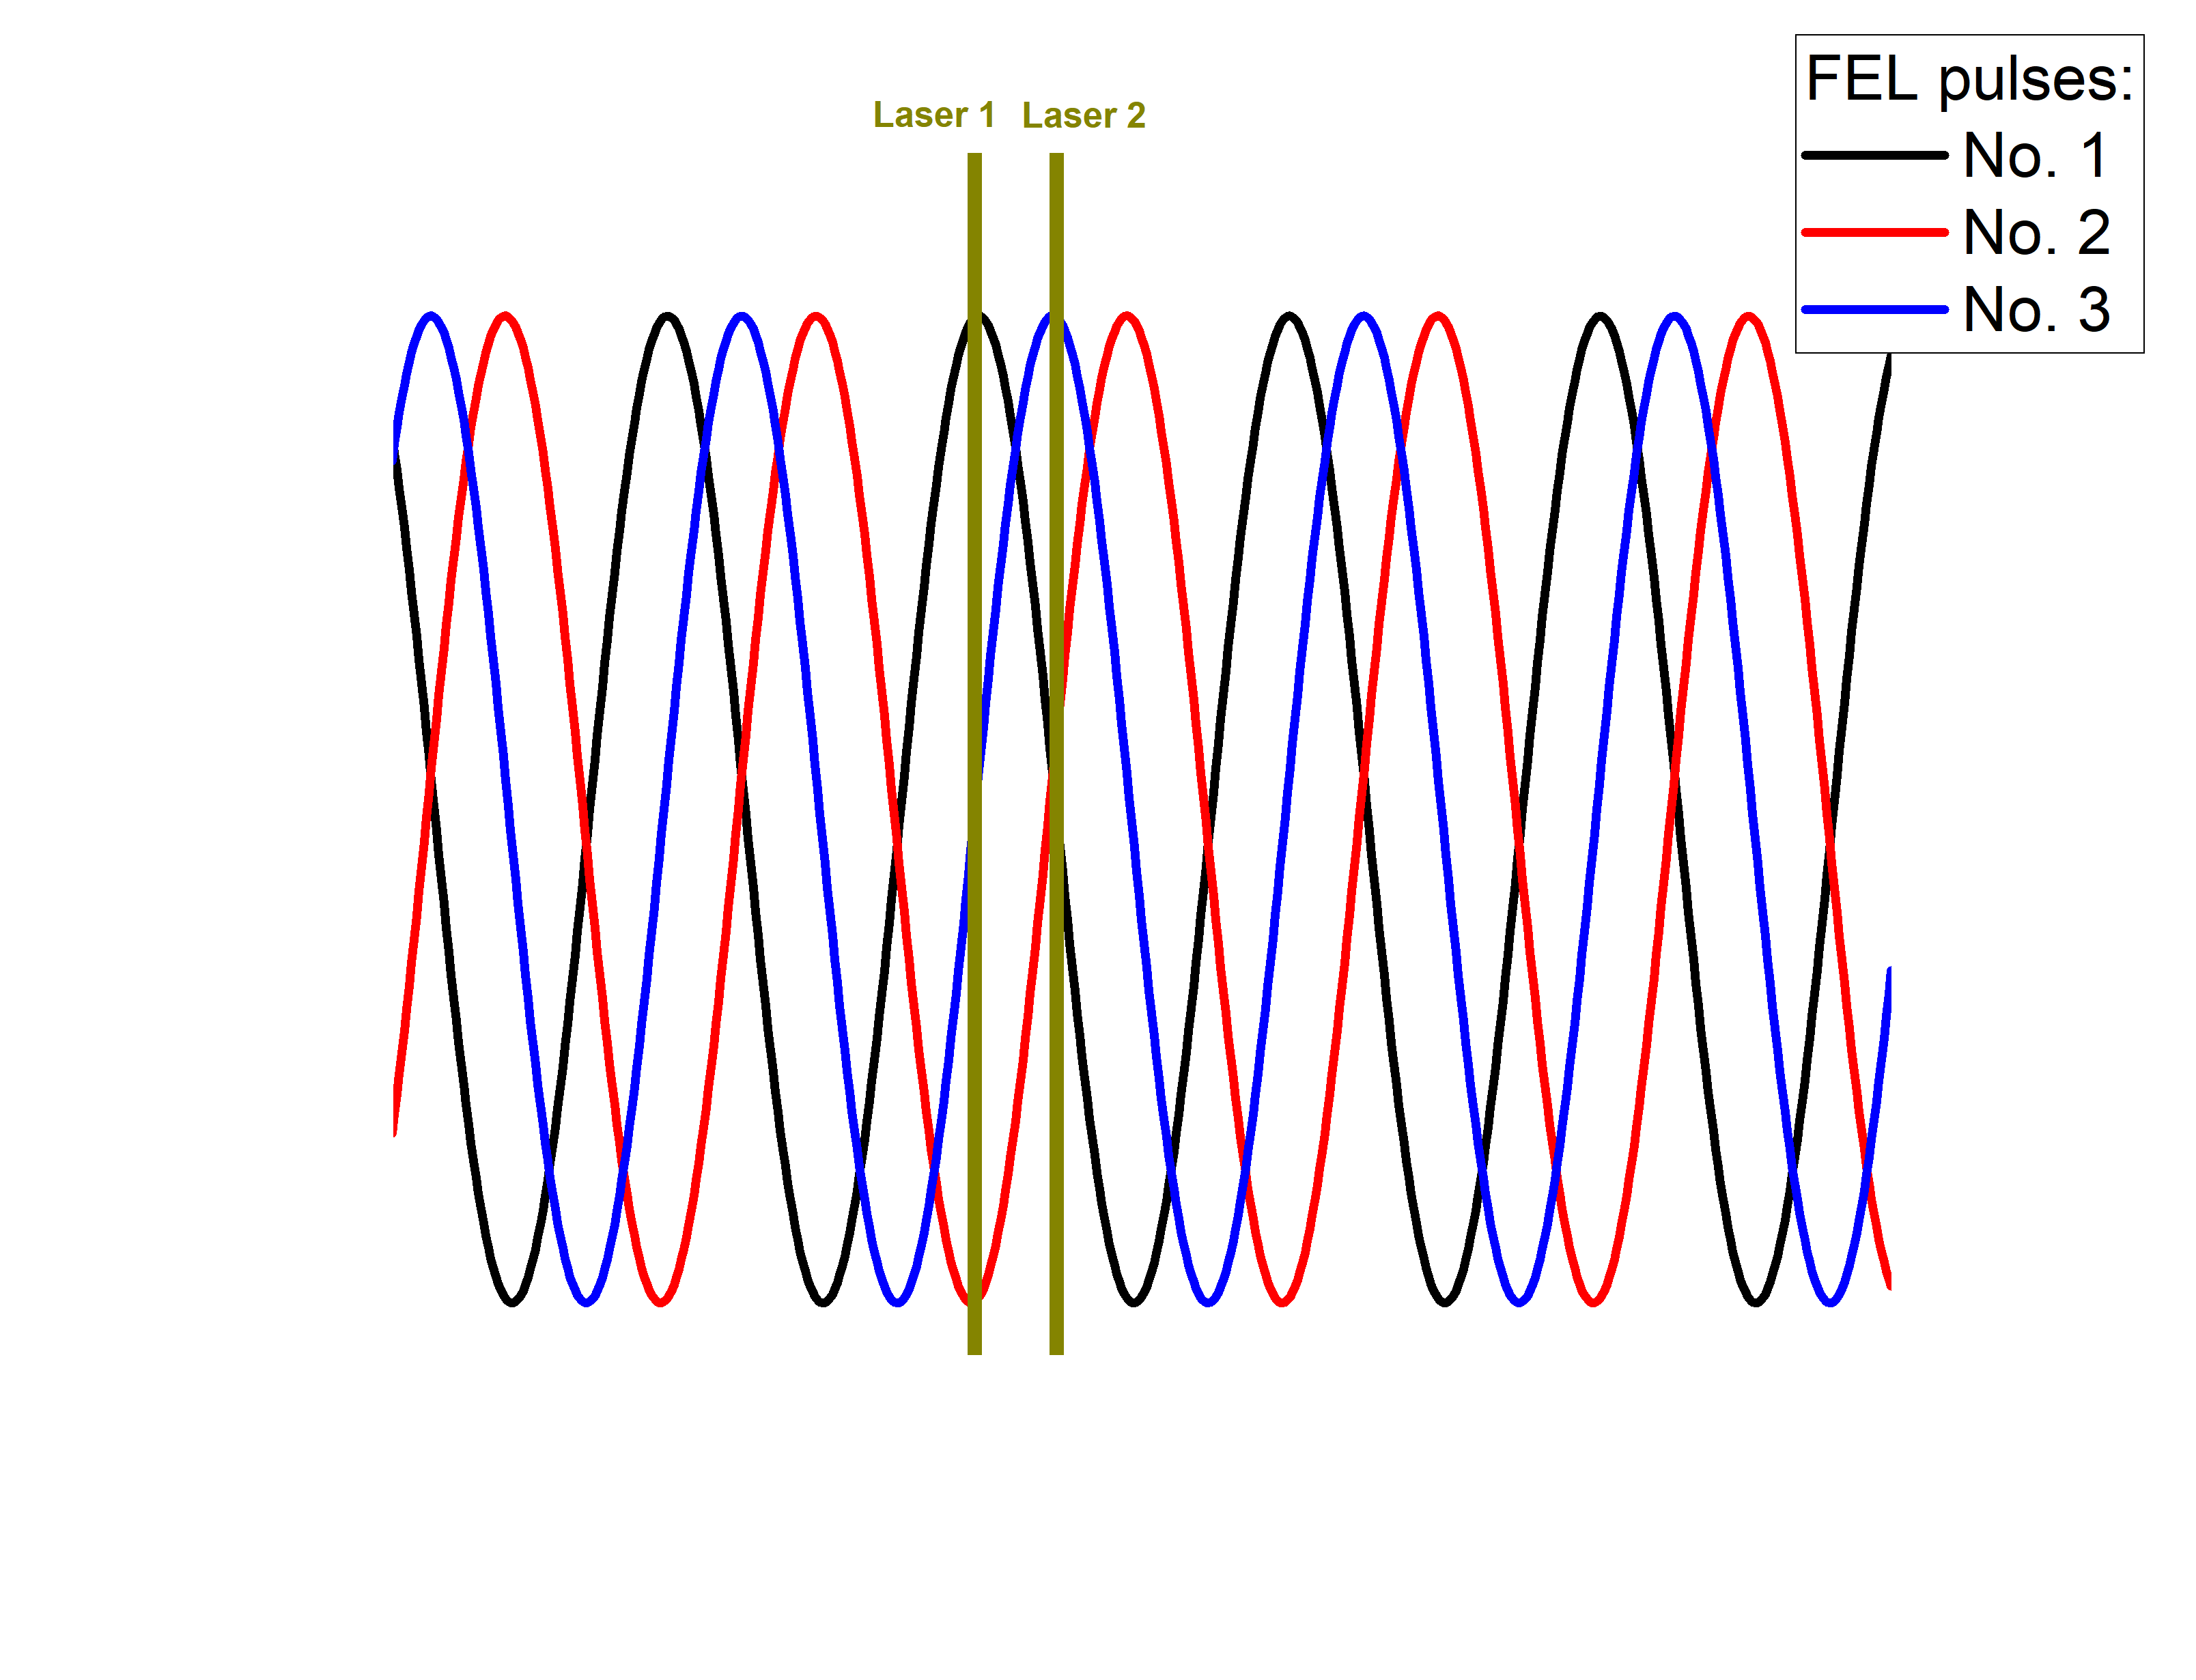 FEL pulses:
No. 1
No. 2
No. 3
Laser 1
Laser 2